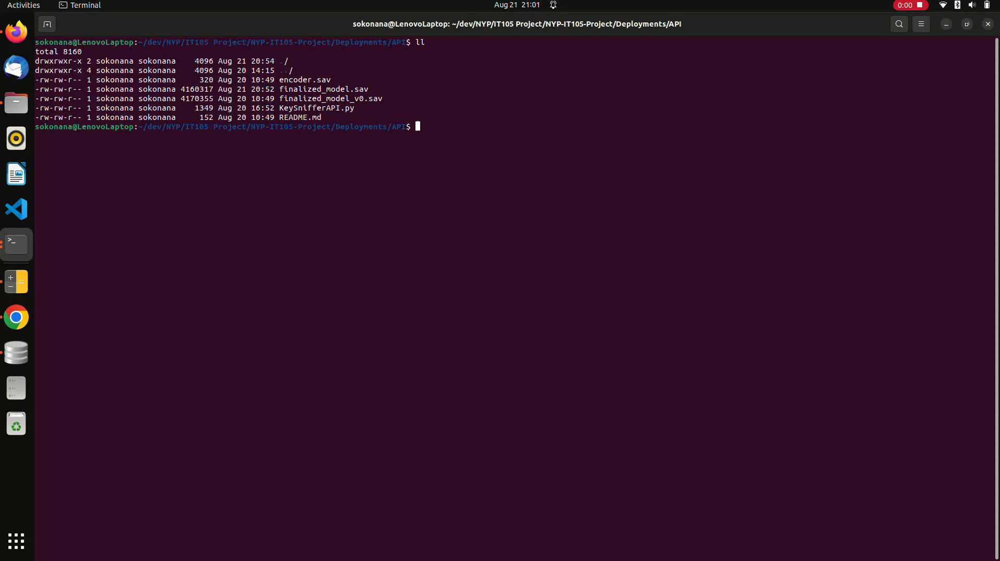 Activities Terminal Aug 21 21:01 0:00
sokonana@LenovoLaptop: ~/dev/NYP/IT105 Project/NYP-IT105-Project/Deployments/API
sokonana@LenovoLaptop:~/dev/NYP/IT105 Project/NYP-IT105-Project/Deployments/API$ ll
total 8160
drwxrwxr-x 2 sokonana sokonana    4096 Aug 21 20:54 ./
drwxrwxr-x 4 sokonana sokonana    4096 Aug 20 14:15 ../
-rw-rw-r-- 1 sokonana sokonana     320 Aug 20 10:49 encoder.sav
-rw-rw-r-- 1 sokonana sokonana 4160317 Aug 21 20:52 finalized_model.sav
-rw-rw-r-- 1 sokonana sokonana 4170355 Aug 20 10:49 finalized_model_v0.sav
-rw-rw-r-- 1 sokonana sokonana    1349 Aug 20 16:52 KeySnifferAPI.py
-rw-rw-r-- 1 sokonana sokonana     152 Aug 20 10:49 README.md
sokonana@LenovoLaptop:~/dev/NYP/IT105 Project/NYP-IT105-Project/Deployments/API$